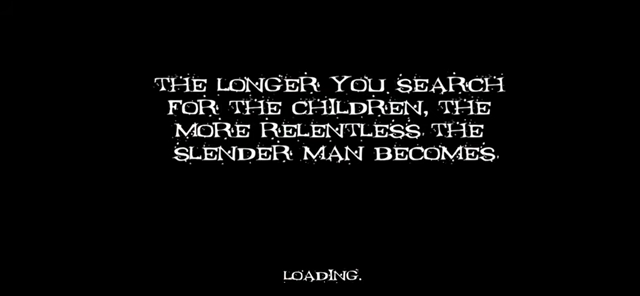 THE LONGER YOU SEARCH
FOR THE CHILDREN, THE
MORE RELENTLESS THE
SLENDER MAN BECOMES
LOADING.